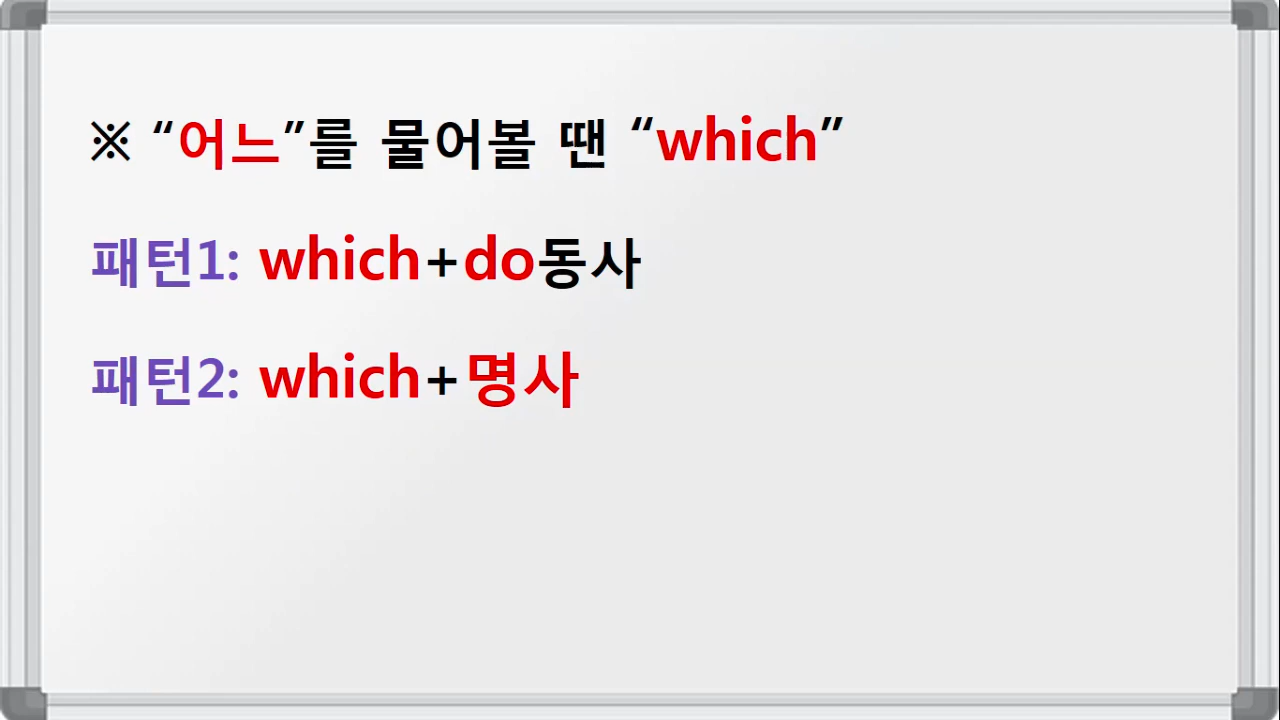 ※ “어느”를 물어볼 땐 “which”
패턴1: which+do동사
패턴2: which+명사